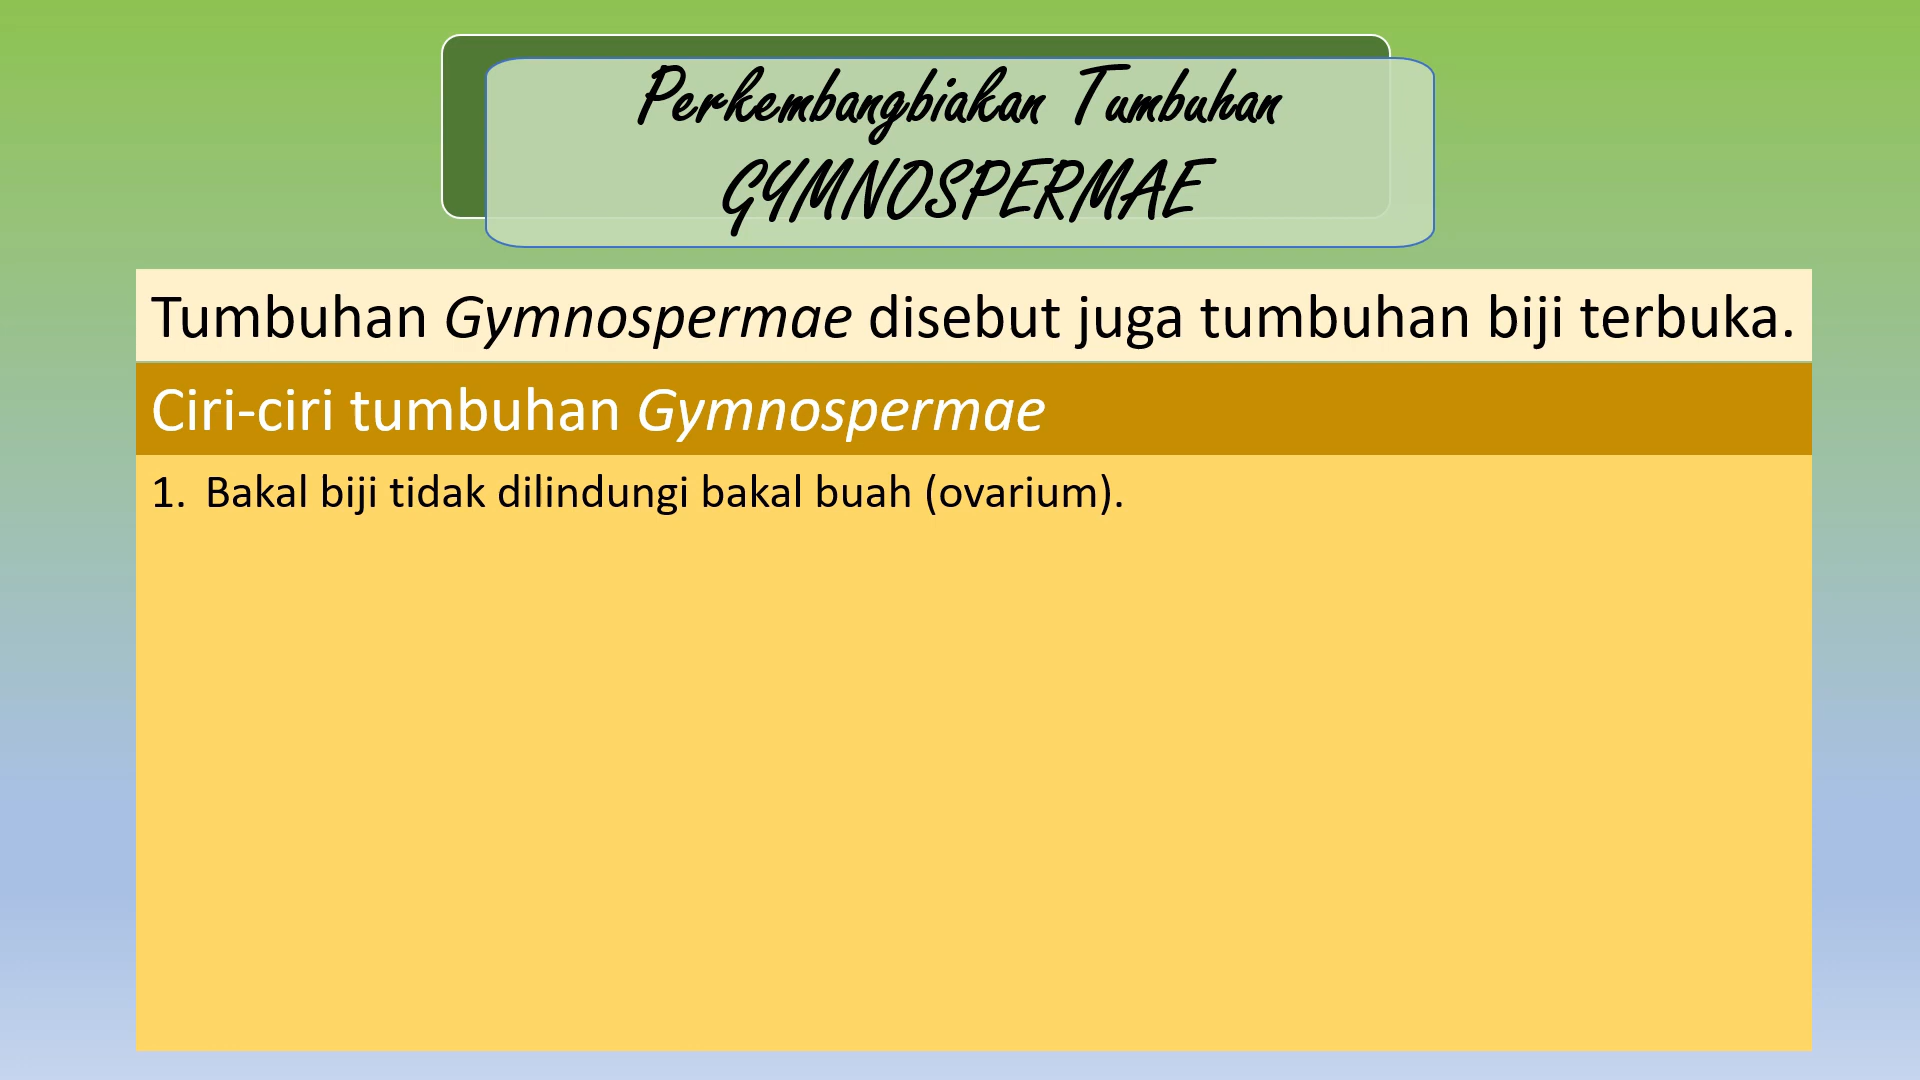 Perkembangbiakan Tumbuhan
GYMNOSPERMAE
Tumbuhan Gymnospermae disebut juga tumbuhan biji terbuka.
Ciri-ciri tumbuhan Gymnospermae
1. Bakal biji tidak dilindungi bakal buah (ovarium).